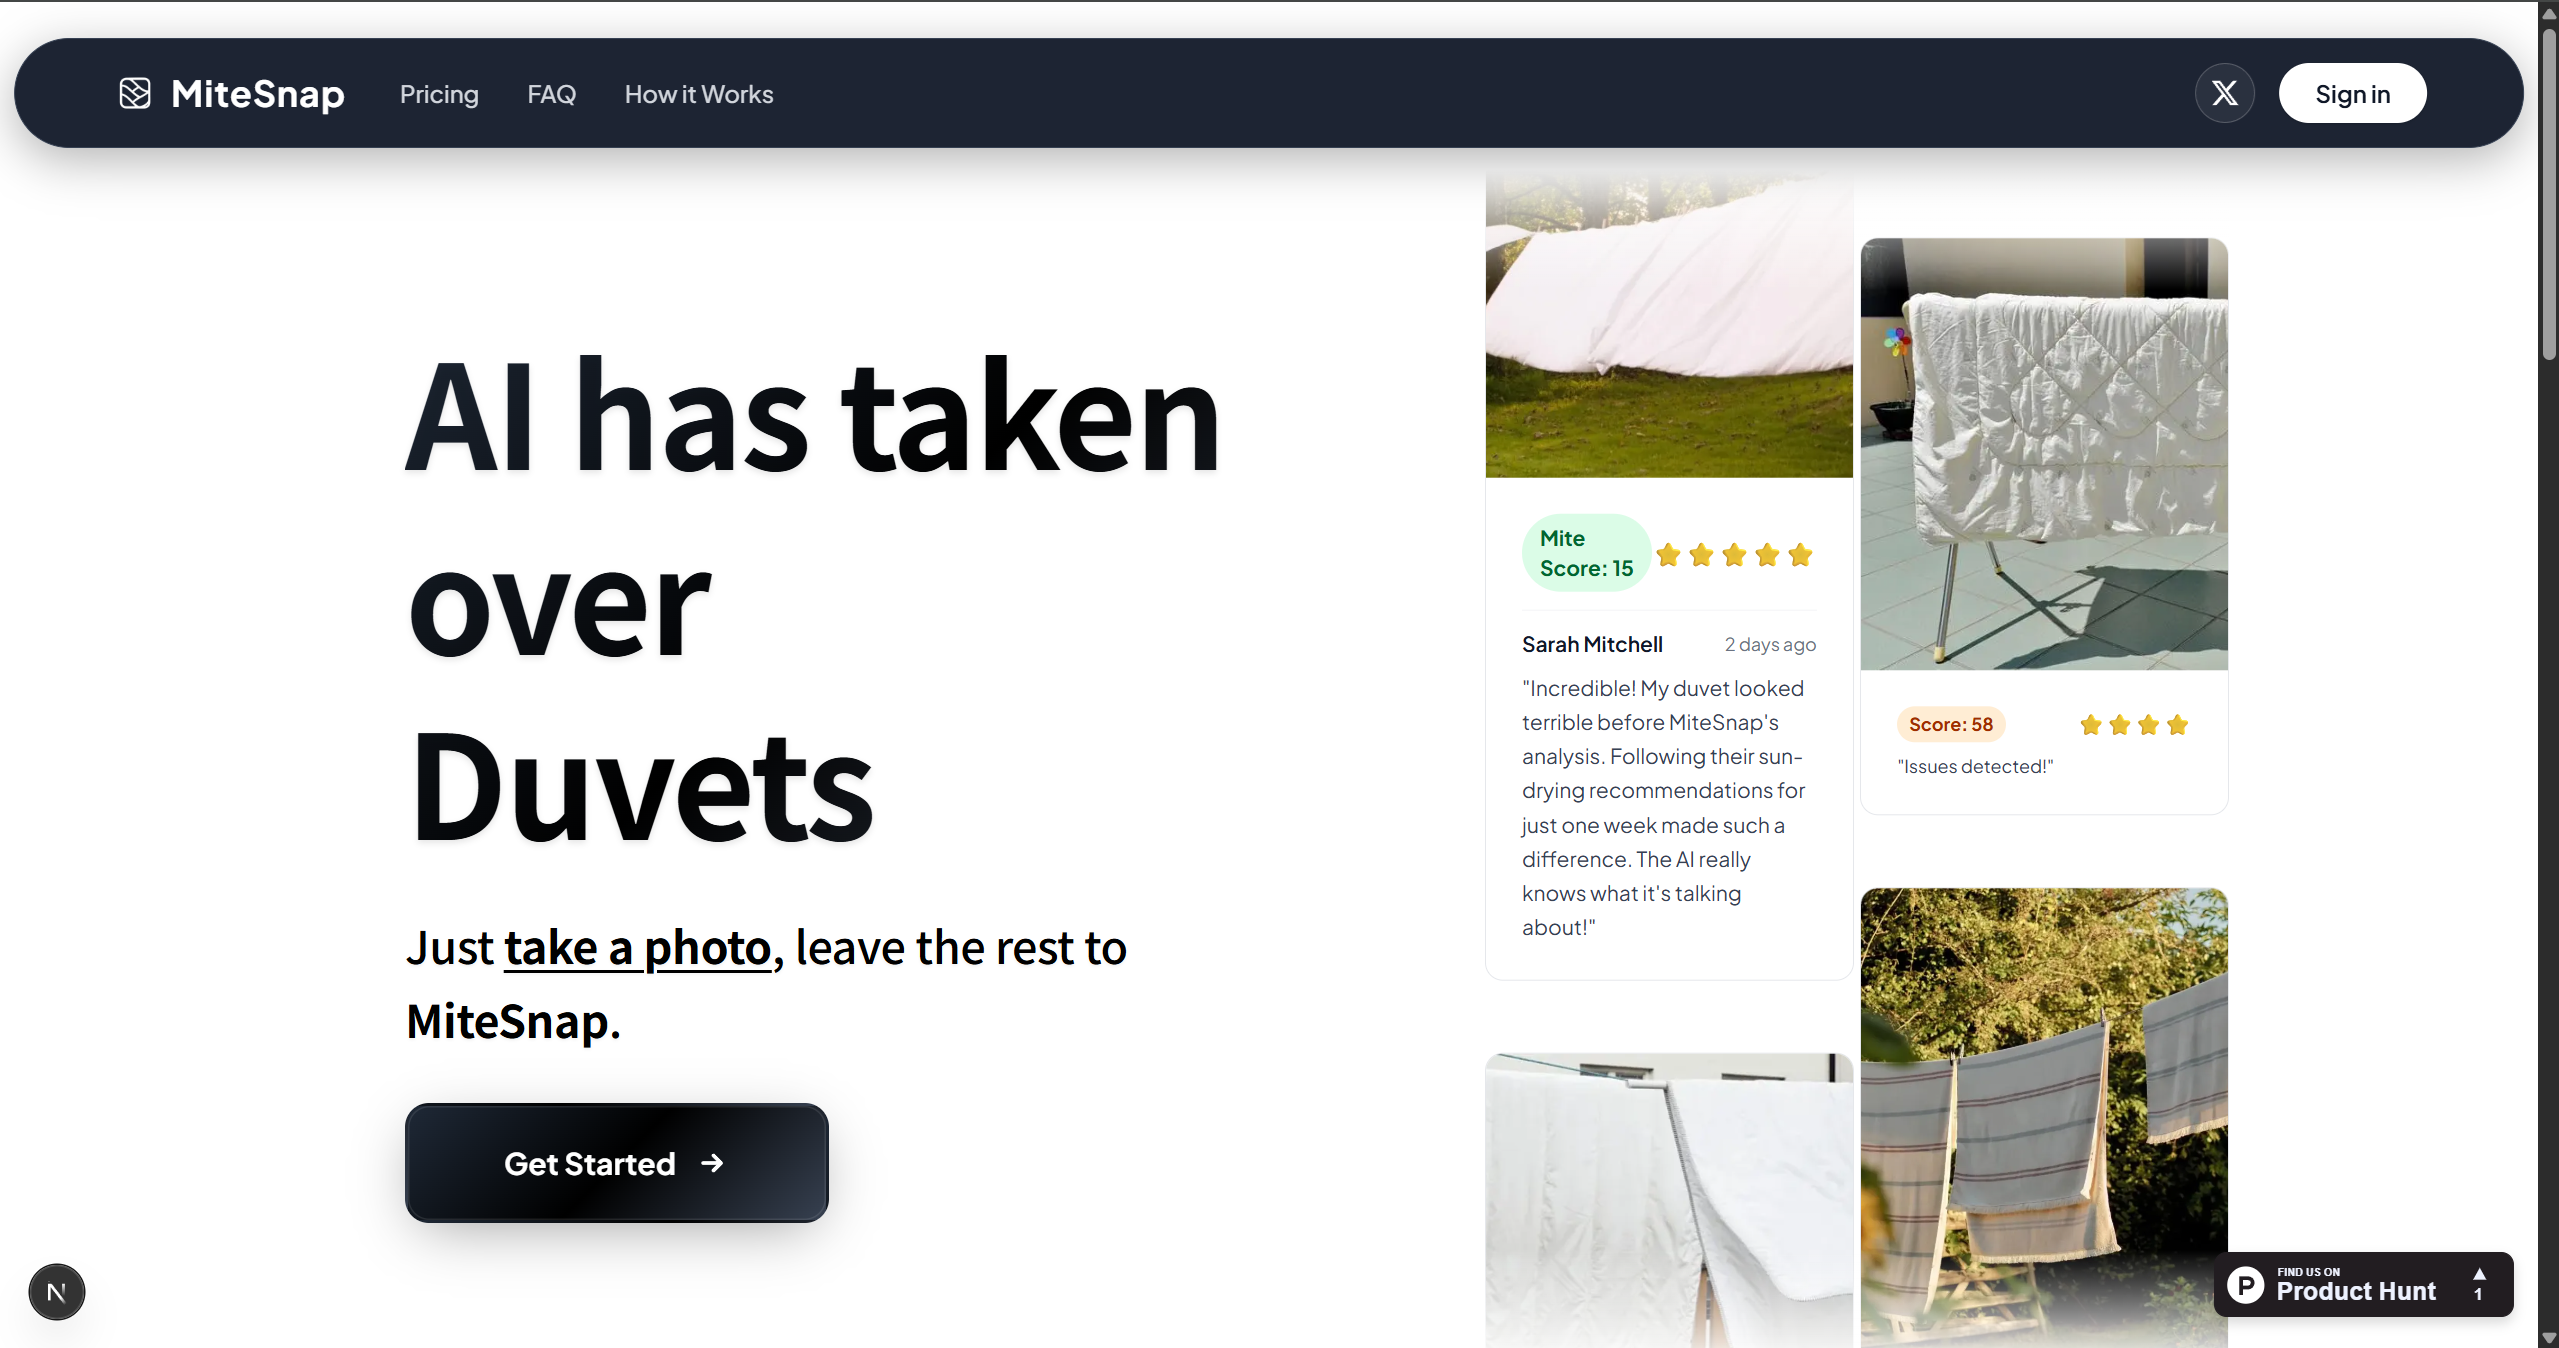 MiteSnap
Pricing
FAQ
How it Works
X
Sign in
AI has taken
over
Duvets
Just take a photo, leave the rest to
MiteSnap.
Get Started →
Mite
Score: 15
Sarah Mitchell
2 days ago
"Incredible! My duvet looked
terrible before MiteSnap's
analysis. Following their sun-
drying recommendations for
just one week made such a
difference. The AI really
knows what it's talking
about!"
Score: 58
"Issues detected!"
N
P
FIND US ON
Product Hunt
▲
1